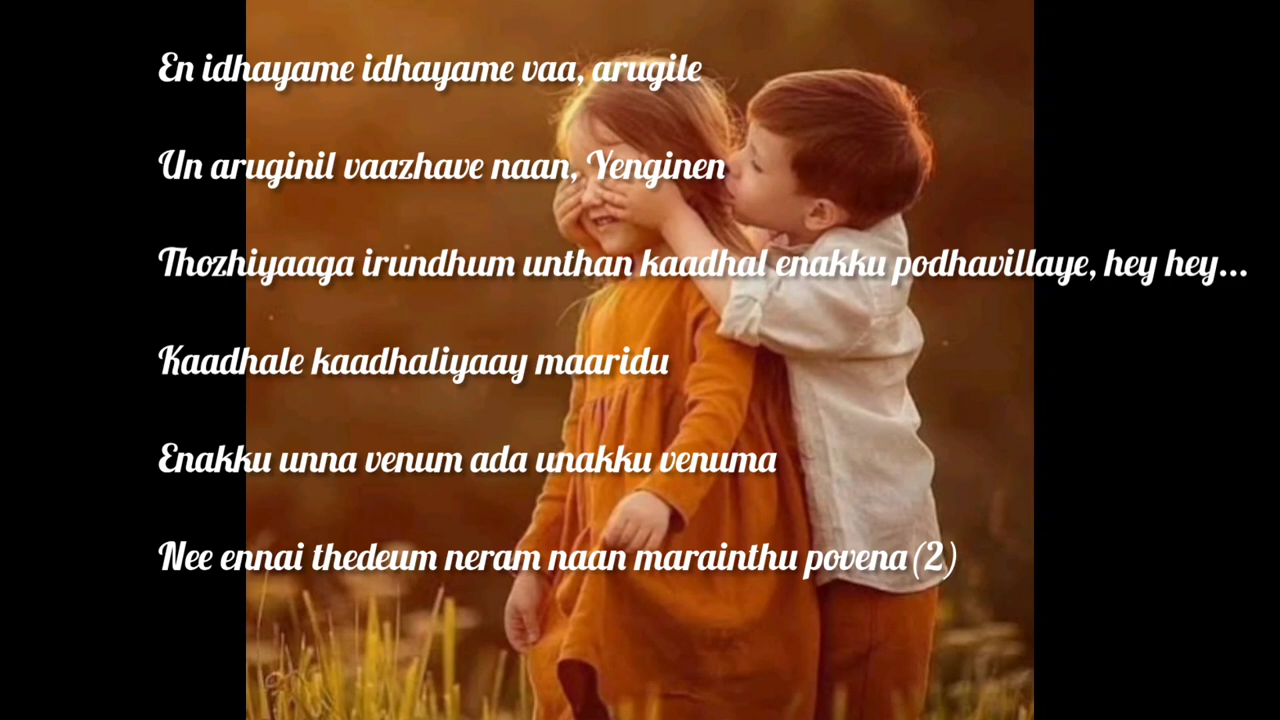 En idhayame idhayame vaa, arugile
Un aruginil vaazhave naan, Yenginen
Thozhiyaaga irundhum unthan kaadhal enakku podhavillaye, hey hey...
Kaadhale kaadhaliyaay maaridu
Enakku unna venum ada unakku venuma
Nee ennai thedeum neram naan marainthu povena(2)